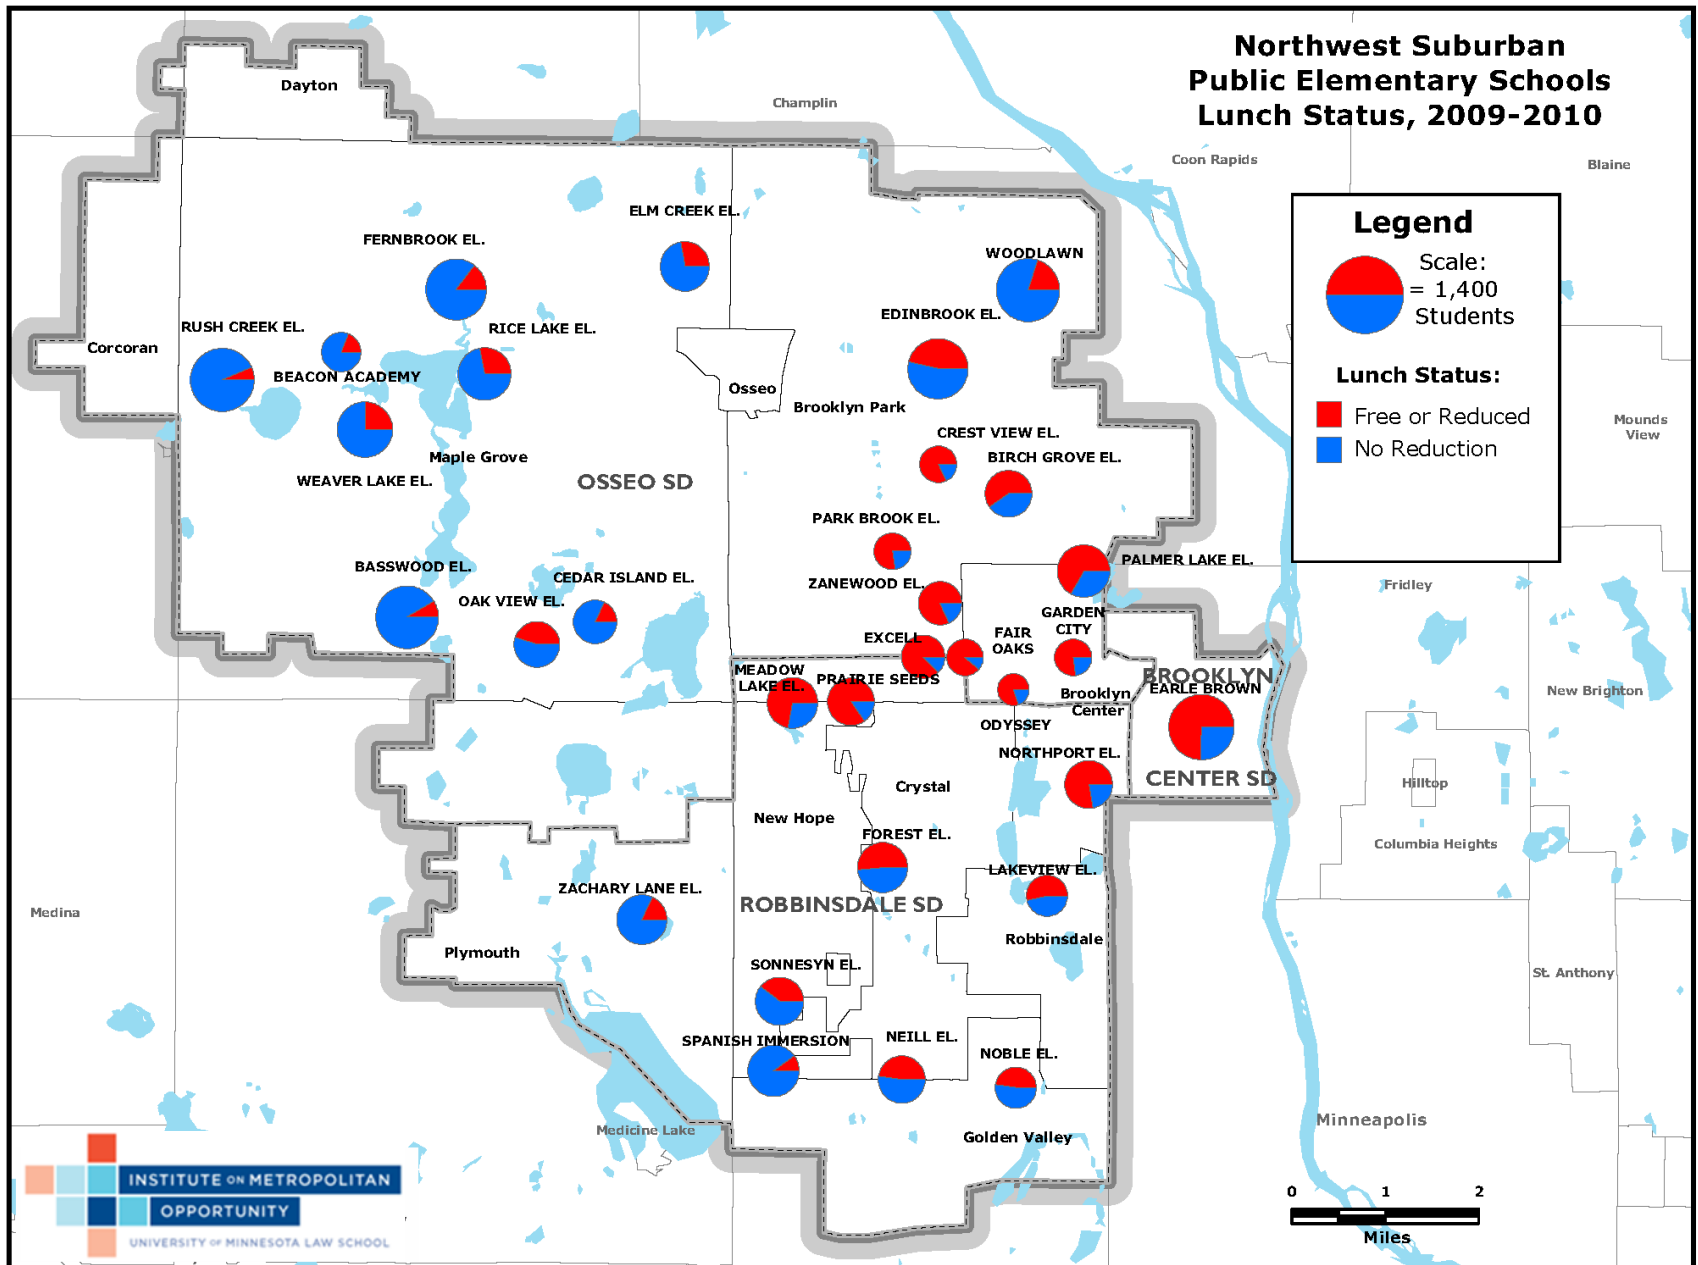 Northwest Suburban
Public Elementary Schools
Lunch Status, 2009-2010
Dayton
Champlin
Coon Rapids
Blaine
Legend
Scale:
= 1,400
Students
Lunch Status:
Free or Reduced
No Reduction
ELM CREEK EL.
FERNBROOK EL.
WOODLAWN
EDINBROOK EL.
RUSH CREEK EL.
RICE LAKE EL.
Corcoran
BEACON ACADEMY
Osseo
Brooklyn Park
Mounds
View
CREST VIEW EL.
BIRCH GROVE EL.
Maple Grove
WEAVER LAKE EL.
OSSEO SD
PARK BROOK EL.
PALMER LAKE EL.
BASSWOOD EL.
CEDAR ISLAND EL.
ZANEWOOD EL.
Fridley
OAK VIEW EL.
GARDEN
CITY
EXCELL
FAIR
OAKS
MEADOW
LAKE EL.
PRAIRIE SEEDS
BROOKLYN
EARLE BROWN
Brooklyn
Center
New Brighton
ODYSSEY
NORTHPORT EL.
CENTER SD
Hilltop
Crystal
New Hope
FOREST EL.
Columbia Heights
LAKEVIEW EL.
ZACHARY LANE EL.
ROBBINSDALE SD
Medina
Robbinsdale
Plymouth
SONNESYN EL.
St. Anthony
SPANISH IMMERSION
NEILL EL.
NOBLE EL.
Minneapolis
Medicine Lake
Golden Valley
INSTITUTE ON METROPOLITAN
OPPORTUNITY
UNIVERSITY OF MINNESOTA LAW SCHOOL
0 1 2
Miles